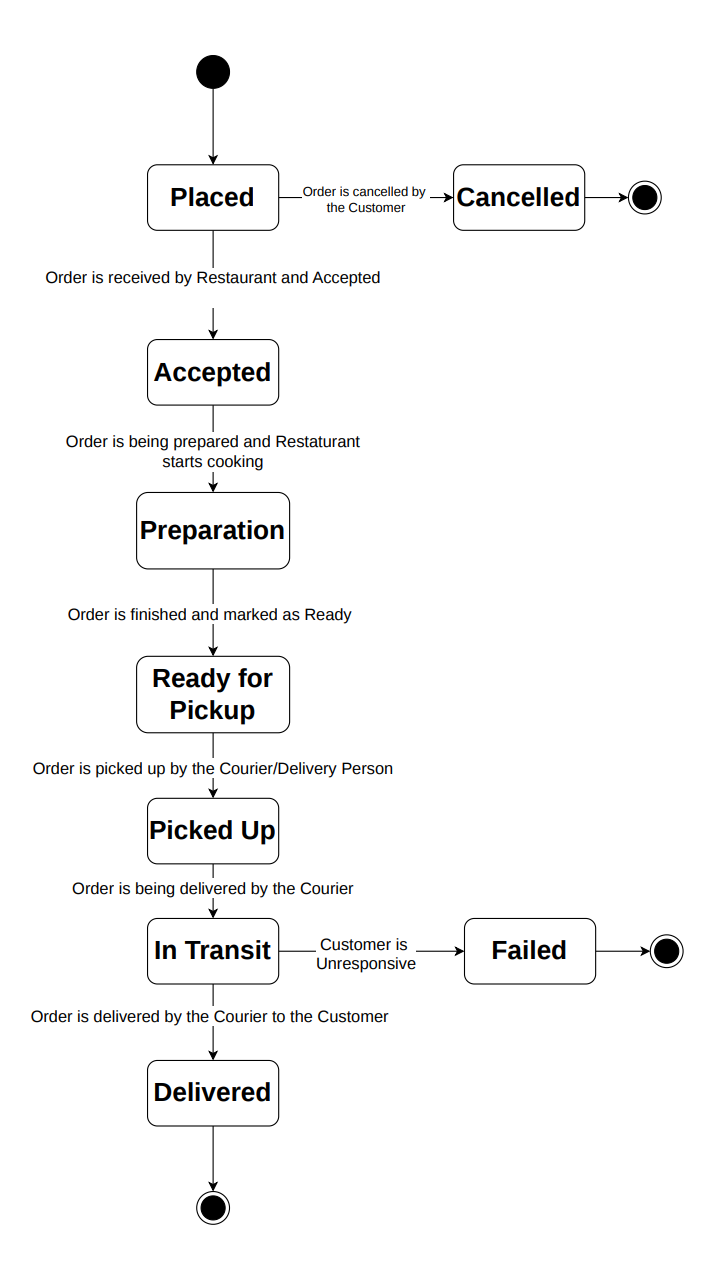 Placed
Order is cancelled by
the Customer
Cancelled
Order is received by Restaurant and Accepted
Accepted
Order is being prepared and Restaturant
starts cooking
Preparation
Order is finished and marked as Ready
Ready for
Pickup
Order is picked up by the Courier/Delivery Person
Picked Up
Order is being delivered by the Courier
In Transit
Customer is
Unresponsive
Failed
Order is delivered by the Courier to the Customer
Delivered